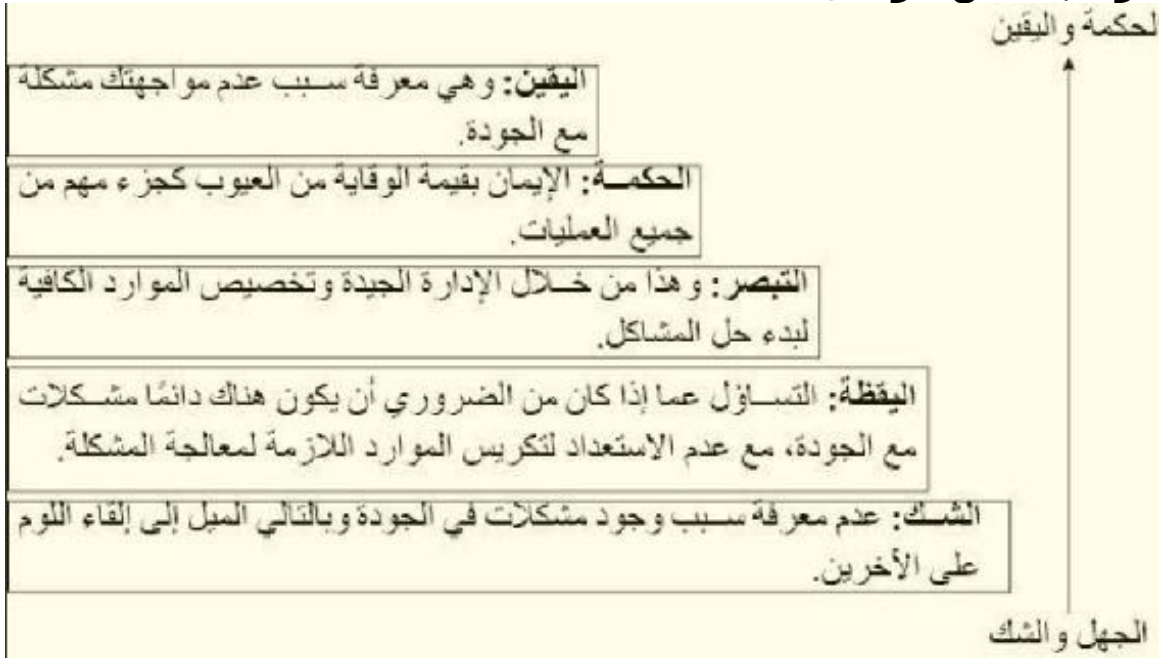 لحكمة واليقين
اليقين: وهي معرفة سبب عدم مواجهتك مشكلة
مع الجودة.
الحكمة: الإيمان بقيمة الوقاية من العيوب كجزء مهم من
جميع العمليات.
التبصر: وهذا من خلال الإدارة الجيدة وتخصيص الموارد الكافية
لبدء حل المشاكل.
اليقظة: التساؤل عما إذا كان من الضروري أن يكون هناك دائمًا مشكلات
مع الجودة، مع عدم الاستعداد لتكريس الموارد اللازمة لمعالجة المشكلة.
الشك: عدم معرفة سبب وجود مشكلات في الجودة وبالتالي الميل إلى إلقاء اللوم
على الأخرين.
الجهل والشك